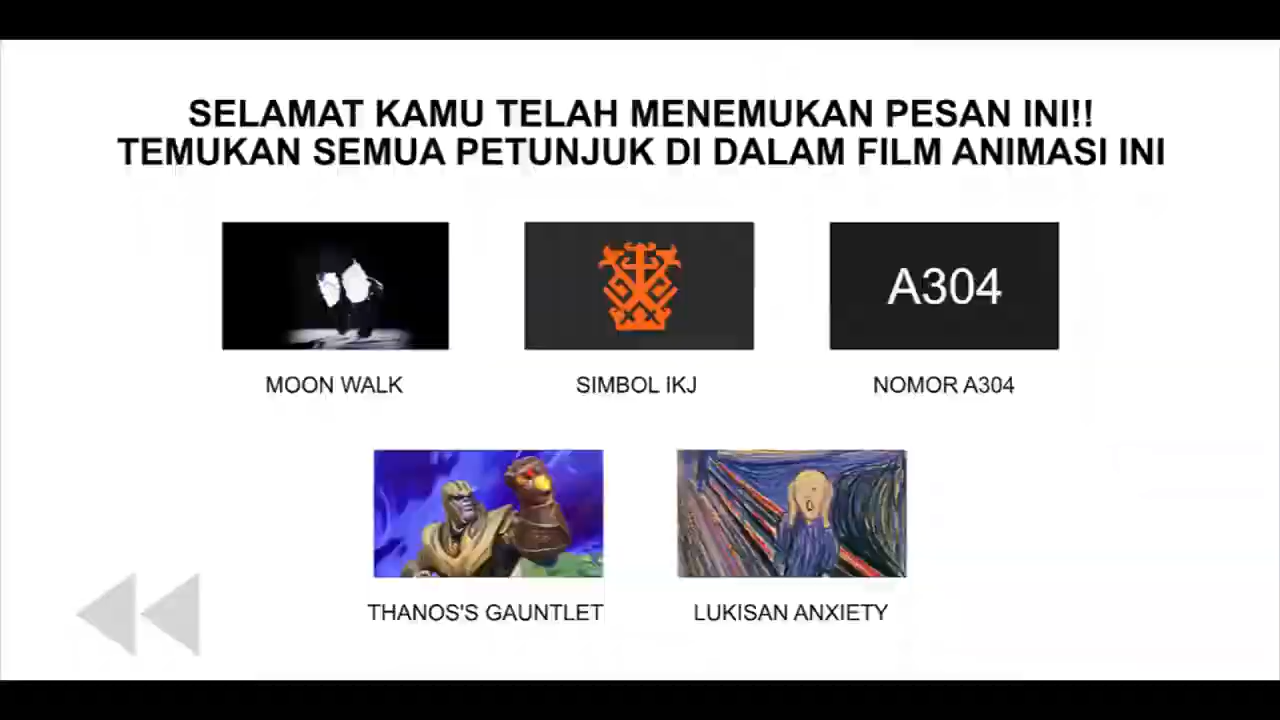 SELAMAT KAMU TELAH MENEMUKAN PESAN INI!!
TEMUKAN SEMUA PETUNJUK DI DALAM FILM ANIMASI INI
A304
MOON WALK
SIMBOL IKJ
NOMOR A304
THANOS'S GAUNTLET
LUKISAN ANXIETY